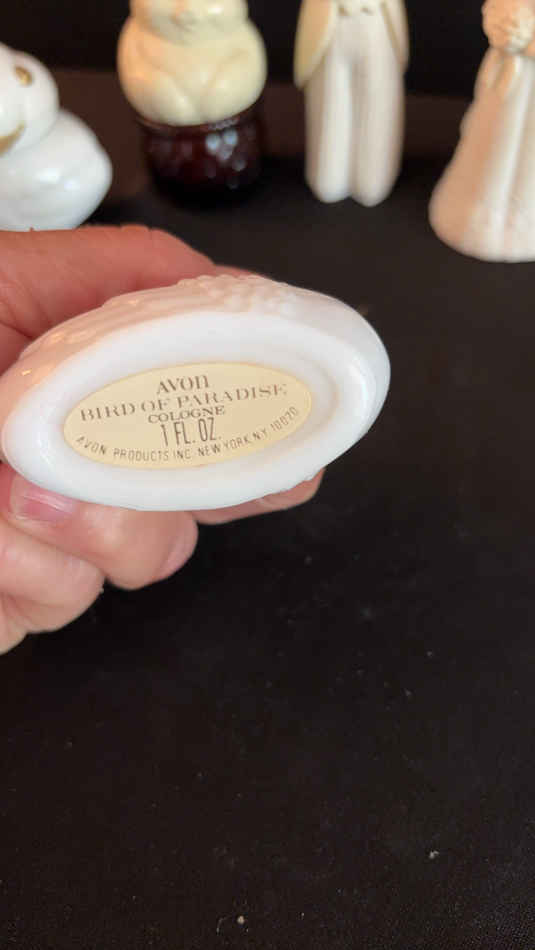 AVON
BIRD OF PARADISE
COLOGNE
1 FL. OZ.
AVON PRODUCTS INC. NEW YORK, N.Y. 10020